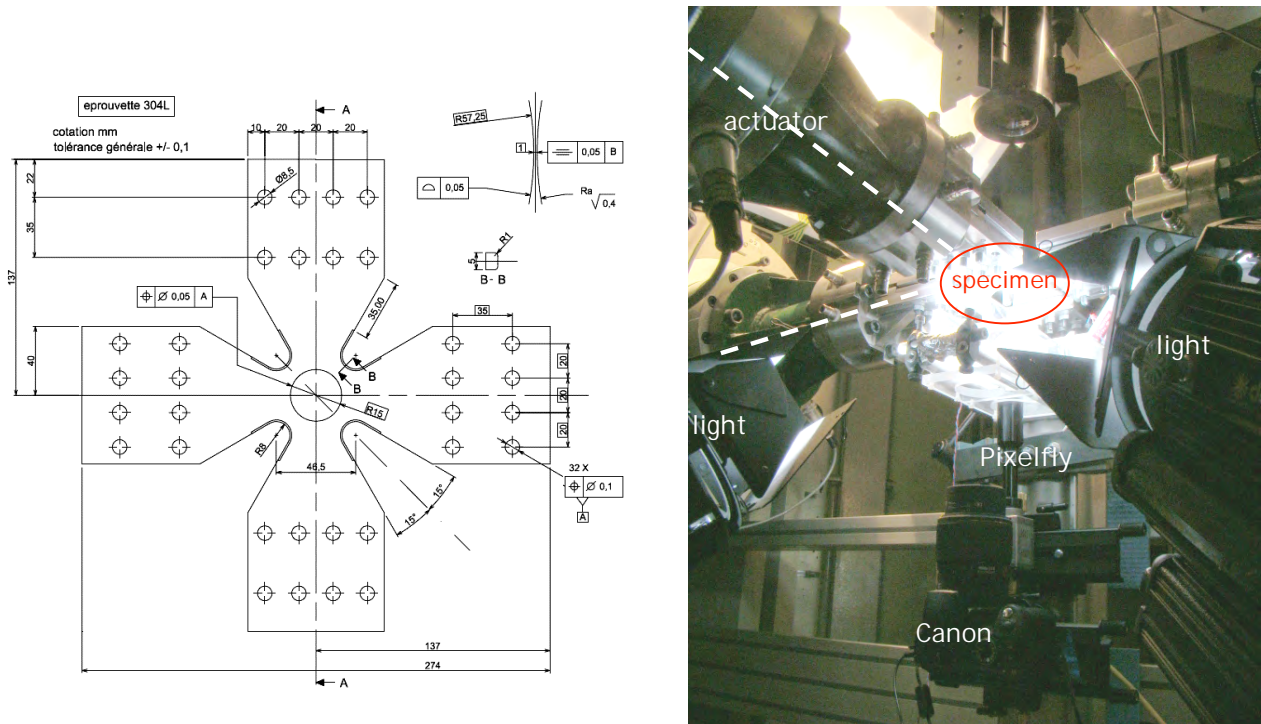 eprouvette 304L
cotation mm
tolérance générale +/- 0,1
A
10 20 20 20
Ø8,5
22
35
137
40
⌖ Ø 0,05 A
35,00
R57,25
1
⌯ 0,05 B
⌓ 0,05
Ra
√0,4
R1
5
B - B
35
20
20
20
B
B
R15
R8
46,5
15°
15°
32 X
⌖ Ø 0,1
A
137
274
A
actuator
specimen
light
light
Pixelfly
Canon